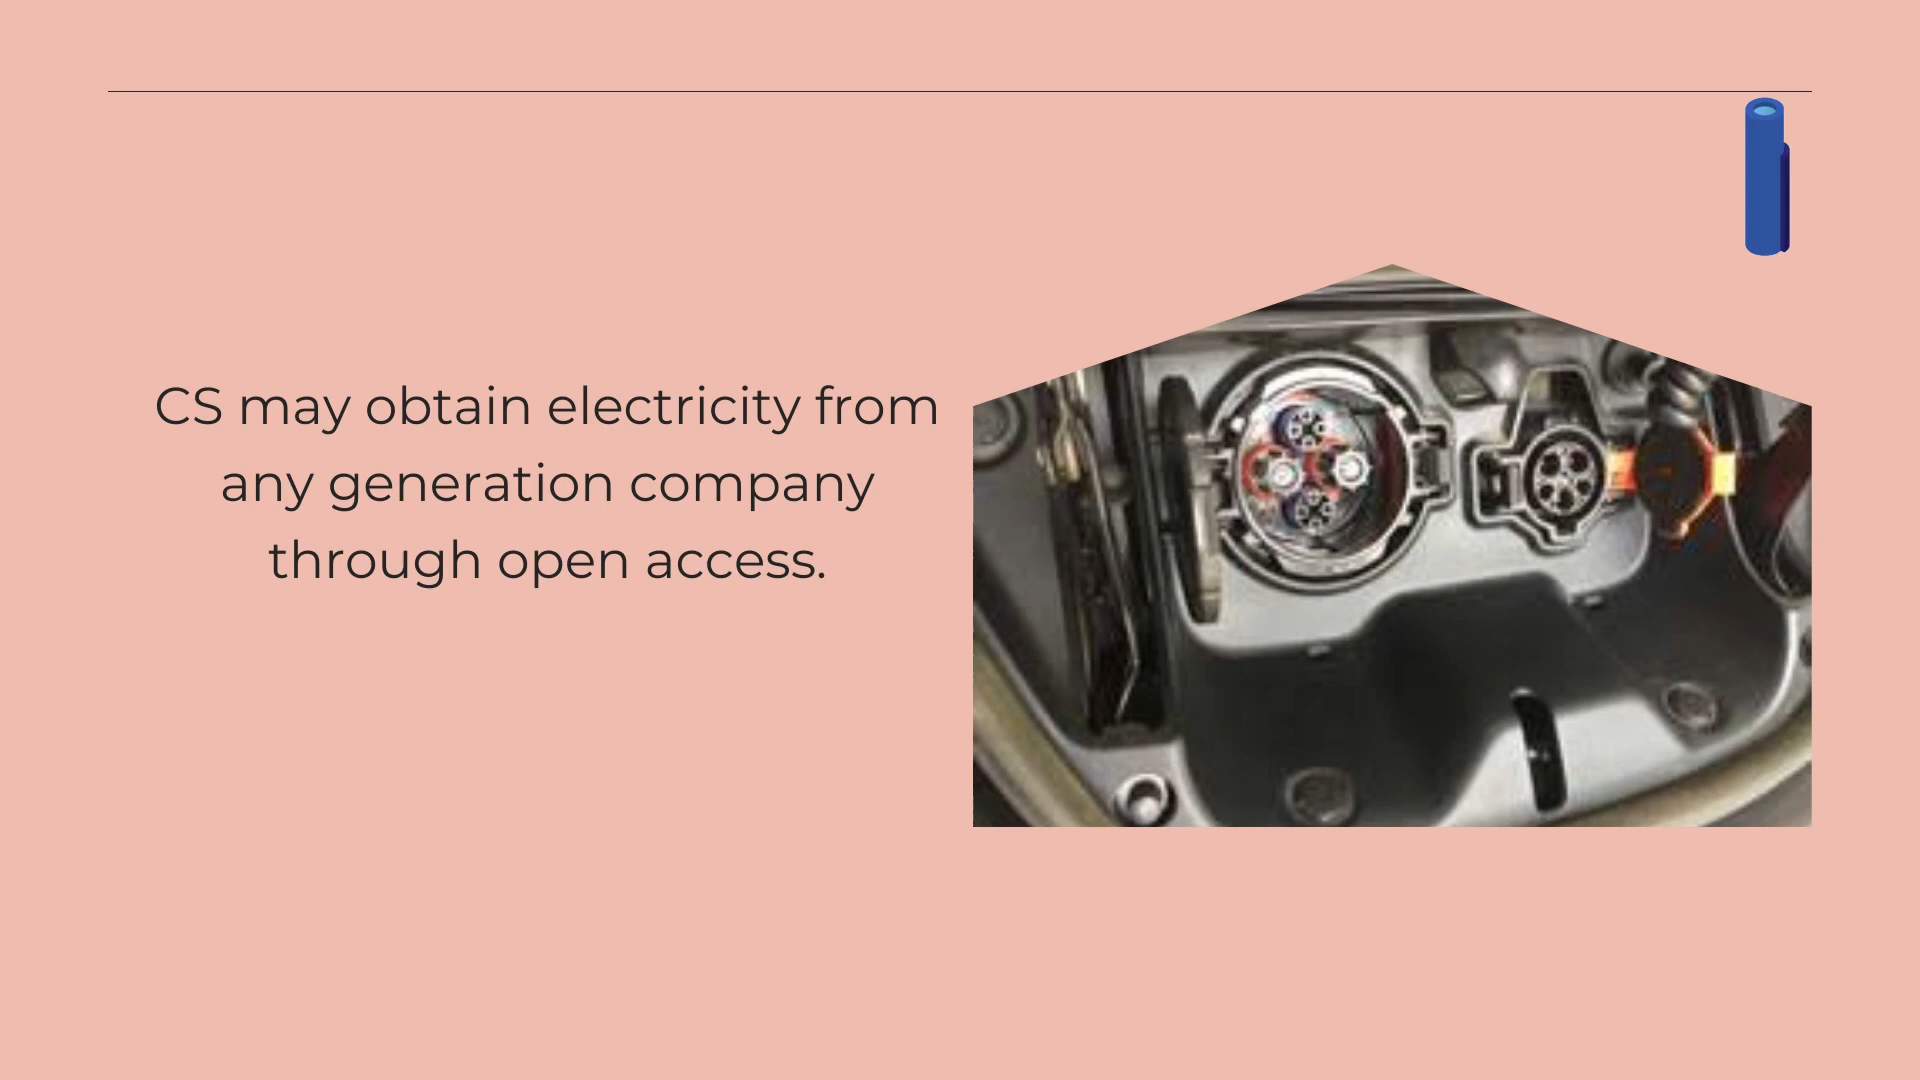 CS may obtain electricity from
any generation company
through open access.